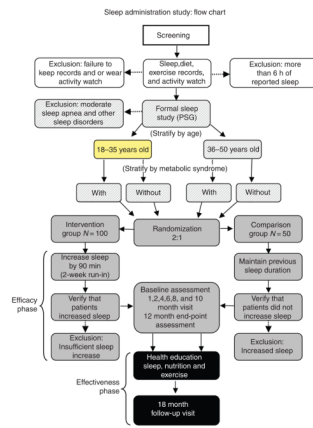 Sleep administration study: flow chart
Screening
Exclusion: failure to
keep records and or wear
activity watch
Sleep,diet,
exercise records,
and activity watch
Exclusion: more
than 6 h of
reported sleep
Exclusion: moderate
sleep apnea and other
sleep disorders
Formal sleep
study (PSG)
(Stratify by age)
18–35 years old
36–50 years old
(Stratify by metabolic syndrome)
With
Without
With
Without
Intervention
group N=100
Randomization
2:1
Comparison
group N=50
Efficacy
phase
Increase sleep
by 90 min
(2-week run-in)
Maintain previous
sleep duration
Verify that
patients
increased sleep
Baseline assessment
1,2,4,6,8, and 10
month visit
12 month end-point
assessment
Verify that
patients did not
increase sleep
Exclusion:
Insufficient sleep
increase
Exclusion:
Increased sleep
Effectiveness
phase
Health education
sleep, nutrition and
exercise
18 month
follow-up visit